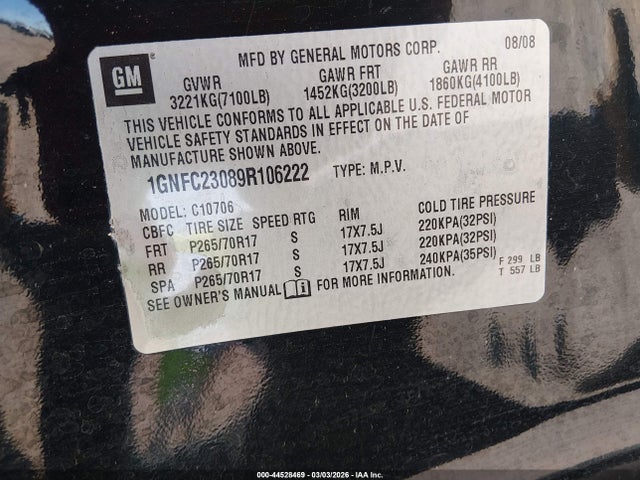 GM ®
MFD BY GENERAL MOTORS CORP. 08/08
GVWR GAWR FRT GAWR RR
3221KG(7100LB) 1452KG(3200LB) 1860KG(4100LB)
THIS VEHICLE CONFORMS TO ALL APPLICABLE U.S. FEDERAL MOTOR
VEHICLE SAFETY STANDARDS IN EFFECT ON THE DATE OF
MANUFACTURE SHOWN ABOVE.
1GNFC23089R106222 TYPE: M.P.V.
MODEL: C10706
CBFC TIRE SIZE SPEED RTG RIM COLD TIRE PRESSURE
FRT P265/70R17 S 17X7.5J 220KPA(32PSI)
RR P265/70R17 S 17X7.5J 220KPA(32PSI)
SPA P265/70R17 S 17X7.5J 240KPA(35PSI)
SEE OWNER'S MANUAL FOR MORE INFORMATION.
F 299 LB
T 557 LB
000-44528469 - 03/03/2026 - IAA Inc.